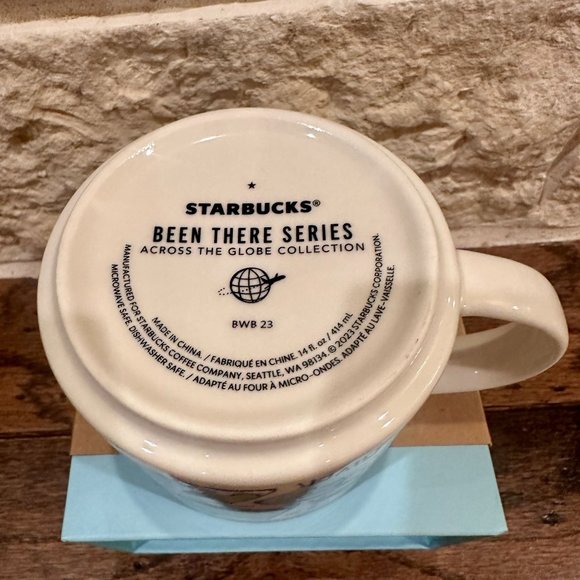 STARBUCKS®
BEEN THERE SERIES
ACROSS THE GLOBE COLLECTION
BWB 23
MADE IN CHINA. / FABRIQUÉ EN CHINE. 14 fl. oz / 414 ml.
MANUFACTURED FOR STARBUCKS COFFEE COMPANY, SEATTLE, WA 98134. © 2023 STARBUCKS CORPORATION.
MICROWAVE SAFE. DISHWASHER SAFE. / ADAPTÉ AU FOUR À MICRO-ONDES. ADAPTÉ AU LAVE-VAISSELLE.